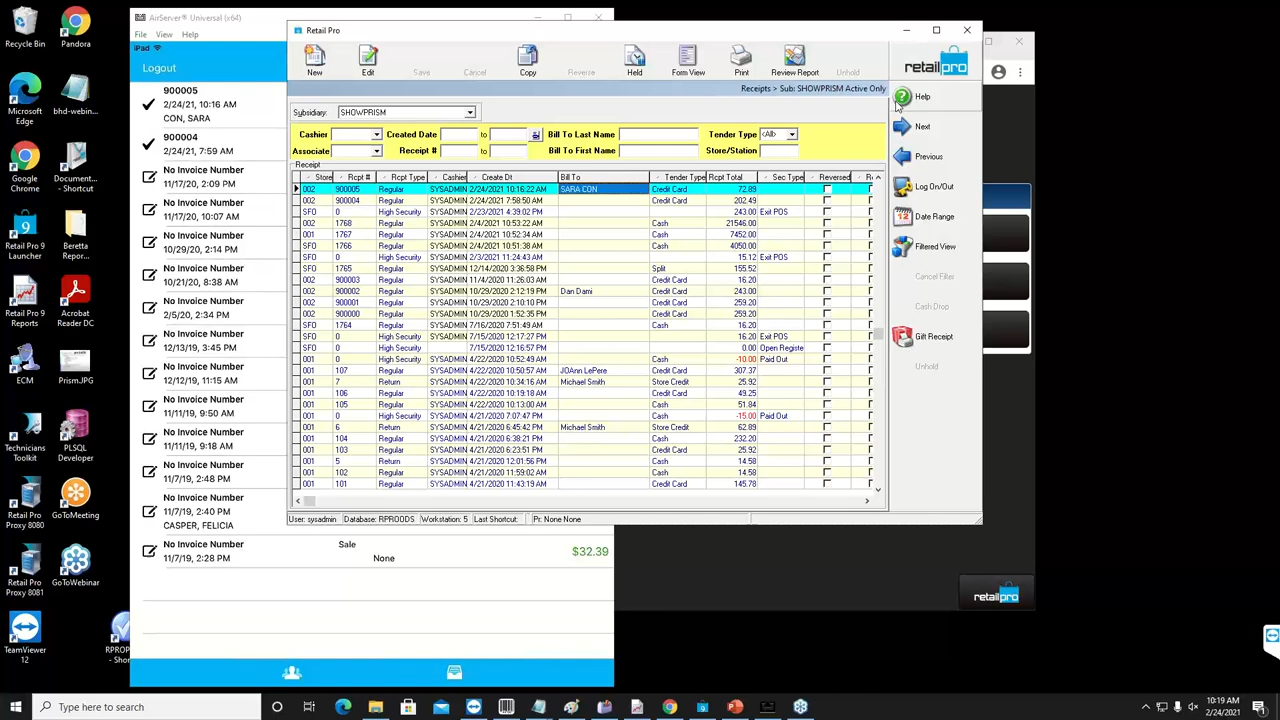 Recycle Bin
Pandora
Microsoft Edge
bhd-webin...
Cisco AnyConnect ...
Document - Shortcut
Retail Pro 9 Launcher
Beretta Repor...
Retail Pro 9 Reports
Acrobat Reader DC
ECM
Prism.JPG
Technicians Toolkit
PLSQL Developer
Retail Pro Proxy 8080
GoToMeeting
Retail Pro Proxy 8081
GoToWebinar
TeamViewer 12
RPROP - Sho
AirServer® Universal (x64)
File View Help
iPad
Logout
900005
2/24/21, 10:16 AM
CON, SARA
900004
2/24/21, 7:59 AM
No Invoice Number
11/17/20, 2:09 PM
No Invoice Number
11/17/20, 10:07 AM
No Invoice Number
10/29/20, 2:14 PM
No Invoice Number
10/21/20, 8:38 AM
No Invoice Number
2/5/20, 2:34 PM
No Invoice Number
12/13/19, 3:45 PM
No Invoice Number
12/12/19, 11:15 AM
No Invoice Number
11/11/19, 9:50 AM
No Invoice Number
11/11/19, 9:18 AM
No Invoice Number
11/7/19, 2:48 PM
No Invoice Number
11/7/19, 2:40 PM
CASPER, FELICIA
No Invoice Number Sale
11/7/19, 2:28 PM None $32.39
Retail Pro
New Edit Save Cancel Copy Reverse Held Form View Print Review Report Unhold
retailpro
Receipts > Sub: SHOWPRISM Active Only
Subsidiary: SHOWPRISM
Cashier Created Date to Bill To Last Name Tender Type <All>
Associate Receipt # to Bill To First Name Store/Station
Receipt
Store Rcpt # Rcpt Type Cashier Create Dt Bill To Tender Type Rcpt Total Sec Type Reversed R
002 900005 Regular SYSADMIN 2/24/2021 10:16:22 AM SARA CON Credit Card 72.89
002 900004 Regular SYSADMIN 2/24/2021 7:58:50 AM Credit Card 202.49
SFO 0 High Security SYSADMIN 2/23/2021 4:39:02 PM 243.00 Exit POS
002 1768 Regular SYSADMIN 2/4/2021 10:53:22 AM Cash 21546.00
001 1767 Regular SYSADMIN 2/4/2021 10:52:34 AM Cash 7452.00
SFO 1766 Regular SYSADMIN 2/4/2021 10:51:38 AM Cash 4050.00
SFO 0 High Security SYSADMIN 2/3/2021 11:24:43 AM 15.12 Exit POS
SFO 1765 Regular SYSADMIN 12/14/2020 3:36:58 PM Split 155.52
002 900003 Regular SYSADMIN 11/4/2020 11:26:03 AM Credit Card 16.20
002 900002 Regular SYSADMIN 10/29/2020 2:12:19 PM Dan Dami Credit Card 243.00
002 900001 Regular SYSADMIN 10/29/2020 2:10:10 PM Credit Card 259.20
002 900000 Regular SYSADMIN 10/29/2020 1:52:35 PM Credit Card 259.20
SFO 1764 Regular SYSADMIN 7/16/2020 7:51:49 AM Cash 16.20
SFO 0 High Security SYSADMIN 7/15/2020 12:17:27 PM 16.20 Exit POS
SFO 0 High Security 7/15/2020 12:16:57 PM 0.00 Open Registe
001 0 High Security SYSADMIN 4/22/2020 10:52:49 AM Cash -10.00 Paid Out
001 107 Regular SYSADMIN 4/22/2020 10:50:57 AM JOAnn LePere Credit Card 307.37
001 7 Return SYSADMIN 4/22/2020 10:34:16 AM Michael Smith Store Credit 25.92
001 106 Regular SYSADMIN 4/22/2020 10:19:18 AM Credit Card 49.25
001 105 Regular SYSADMIN 4/22/2020 10:13:00 AM Cash 51.84
001 0 High Security SYSADMIN 4/21/2020 7:07:47 PM Cash -15.00 Paid Out
001 6 Return SYSADMIN 4/21/2020 6:45:42 PM Michael Smith Store Credit 62.89
001 104 Regular SYSADMIN 4/21/2020 6:38:21 PM Cash 232.20
001 103 Regular SYSADMIN 4/21/2020 6:23:51 PM Credit Card 25.92
001 5 Return SYSADMIN 4/21/2020 12:01:56 PM Cash 14.58
001 102 Regular SYSADMIN 4/21/2020 11:59:02 AM Cash 14.58
001 101 Regular SYSADMIN 4/21/2020 11:43:19 AM Credit Card 145.78
User: sysadmin Database: RPROODS Workstation: 5 Last Shortcut: Pr: None None
Help
Next
Previous
Log On/Out
Date Range
Filtered View
Cancel Filter
Cash Drop
Gift Receipt
Unhold
retailpro
Type here to search
10:19 AM
2/24/2021